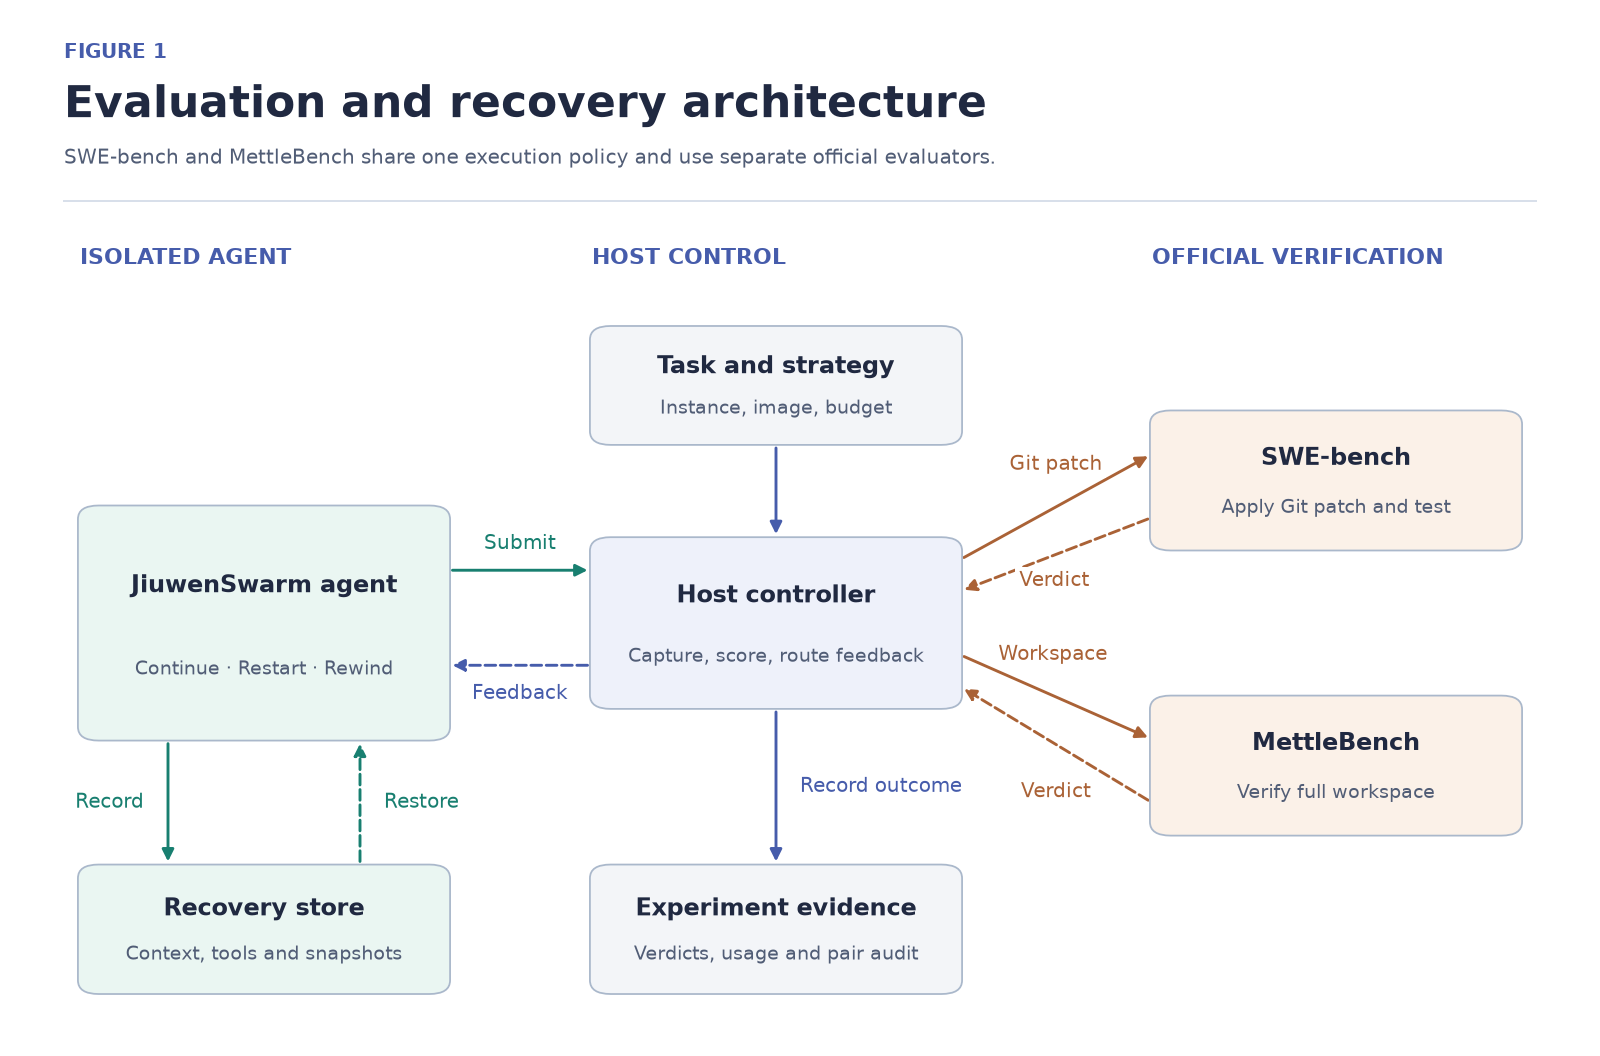 FIGURE 1
Evaluation and recovery architecture
SWE-bench and MettleBench share one execution policy and use separate official evaluators.
ISOLATED AGENT
HOST CONTROL
OFFICIAL VERIFICATION
Task and strategy
Instance, image, budget
Git patch
SWE-bench
Apply Git patch and test
Verdict
Submit
JiuwenSwarm agent
Continue · Restart · Rewind
Host controller
Capture, score, route feedback
Feedback
Workspace
MettleBench
Verify full workspace
Verdict
Record
Restore
Record outcome
Recovery store
Context, tools and snapshots
Experiment evidence
Verdicts, usage and pair audit